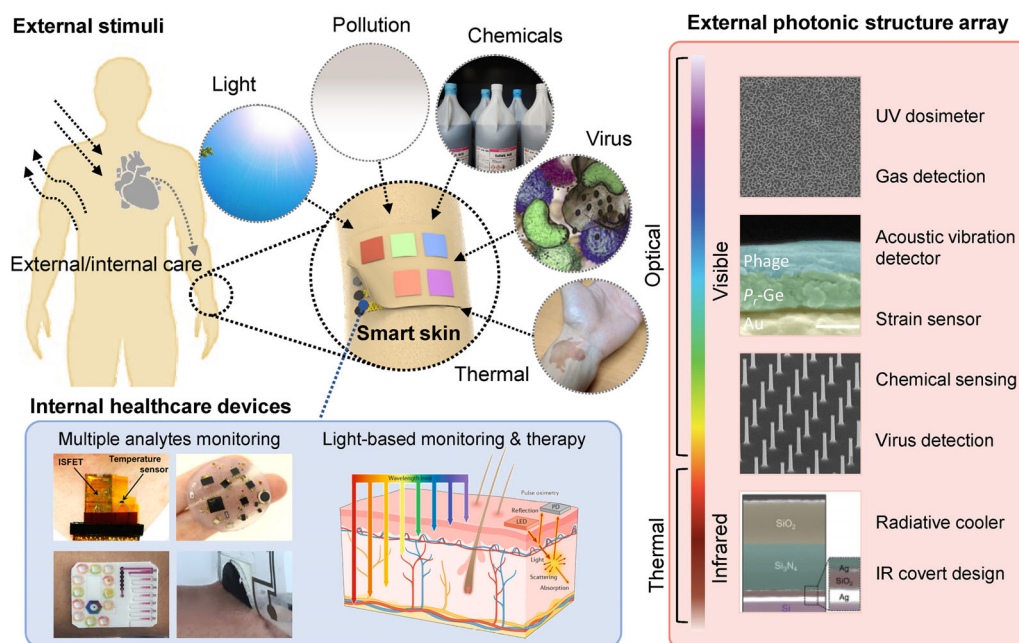 External stimuli
Pollution
Chemicals
Light
Virus
External/internal care
Smart skin
Thermal
Internal healthcare devices
Multiple analytes monitoring
ISFET
Temperature
sensor
Light-based monitoring & therapy
Pulse oximetry
Reflection
PD
LED
Light
Scattering
Absorption
External photonic structure array
Optical
Thermal
Visible
Infrared
UV dosimeter
Gas detection
Phage
Pr-Ge
Au
Acoustic vibration
detector
Strain sensor
Chemical sensing
Virus detection
SiO2
Si3N4
Si
Ag
SiO2
Ag
Radiative cooler
IR covert design